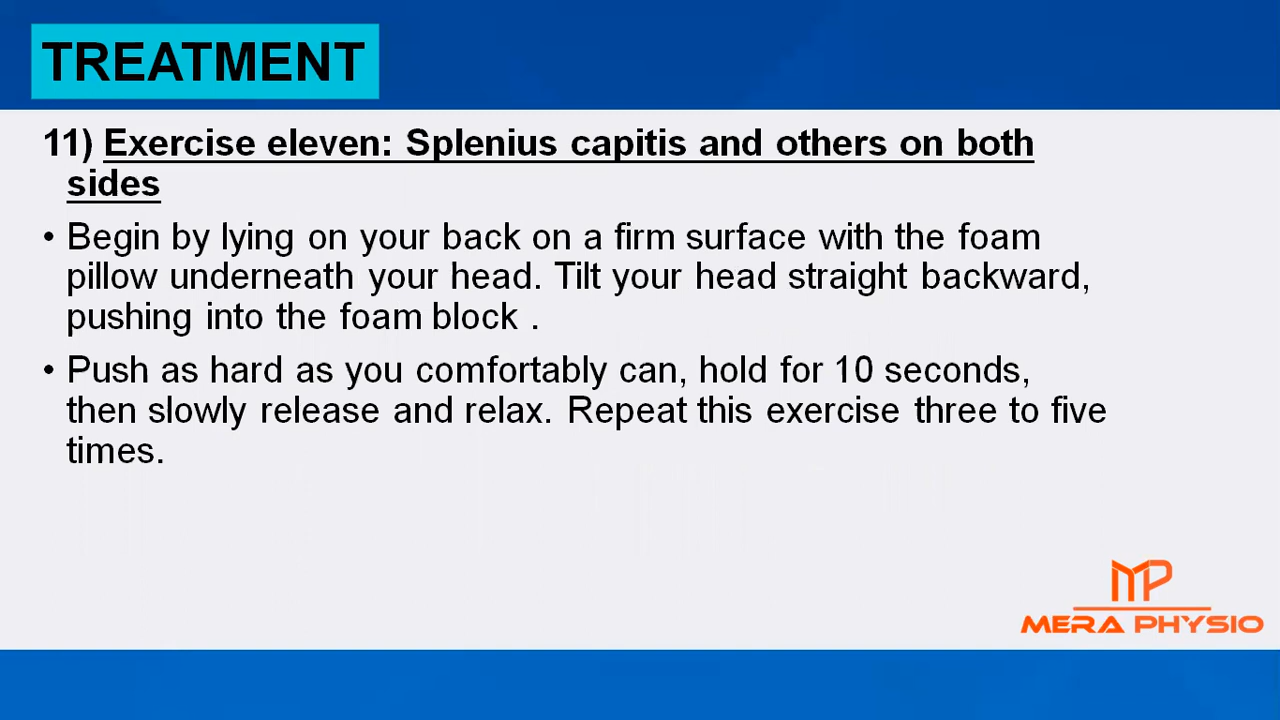 TREATMENT
11) Exercise eleven: Splenius capitis and others on both
sides
• Begin by lying on your back on a firm surface with the foam
pillow underneath your head. Tilt your head straight backward,
pushing into the foam block .
• Push as hard as you comfortably can, hold for 10 seconds,
then slowly release and relax. Repeat this exercise three to five
times.
MP
MERA PHYSIO